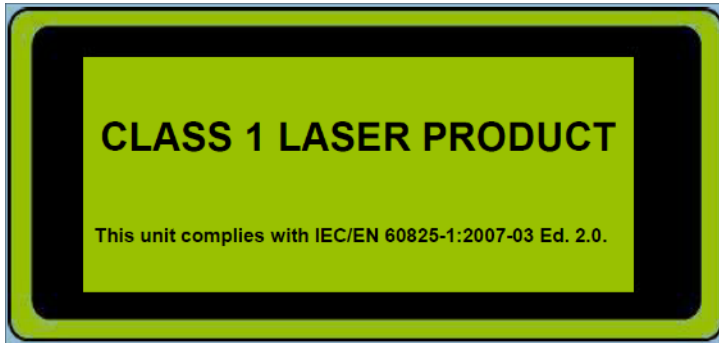 CLASS 1 LASER PRODUCT
This unit complies with IEC/EN 60825-1:2007-03 Ed. 2.0.